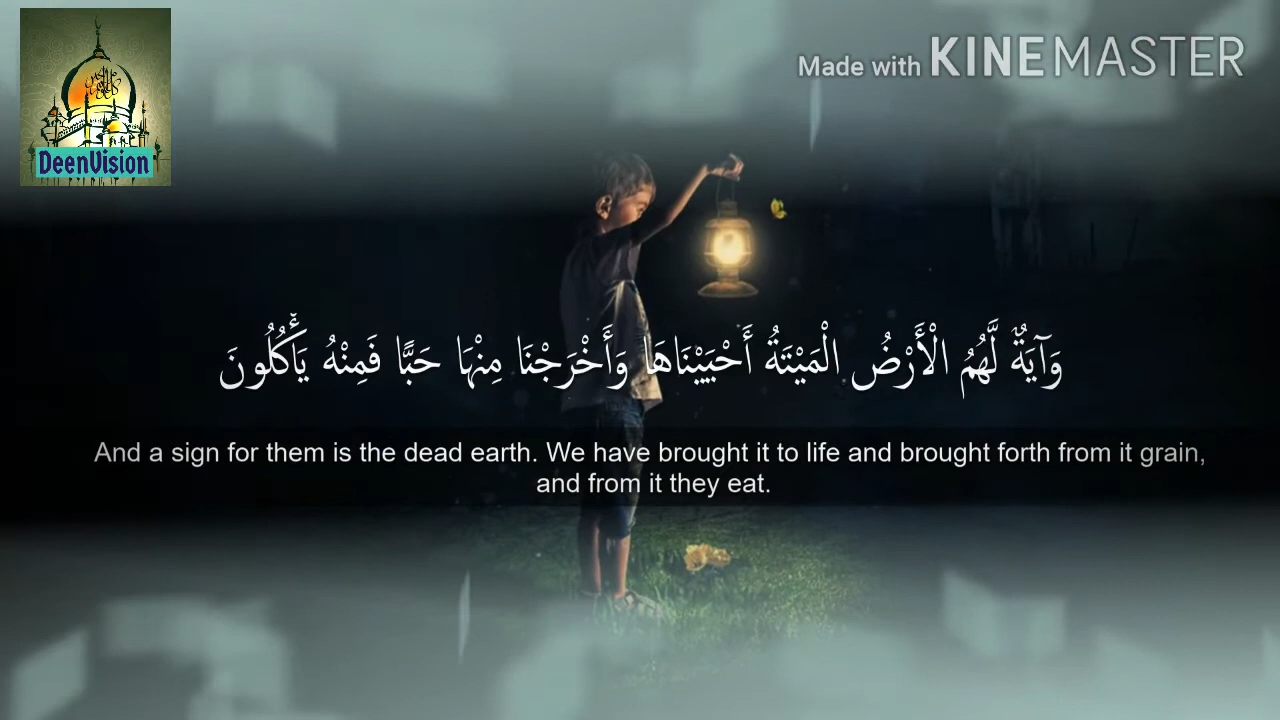 Made with KINEMASTER
DeenVision
وَآيَةٌ لَّهُمُ الْأَرْضُ الْمَيْتَةُ أَحْيَيْنَاهَا وَأَخْرَجْنَا مِنْهَا حَبًّا فَمِنْهُ يَأْكُلُونَ
And a sign for them is the dead earth. We have brought it to life and brought forth from it grain,
and from it they eat.